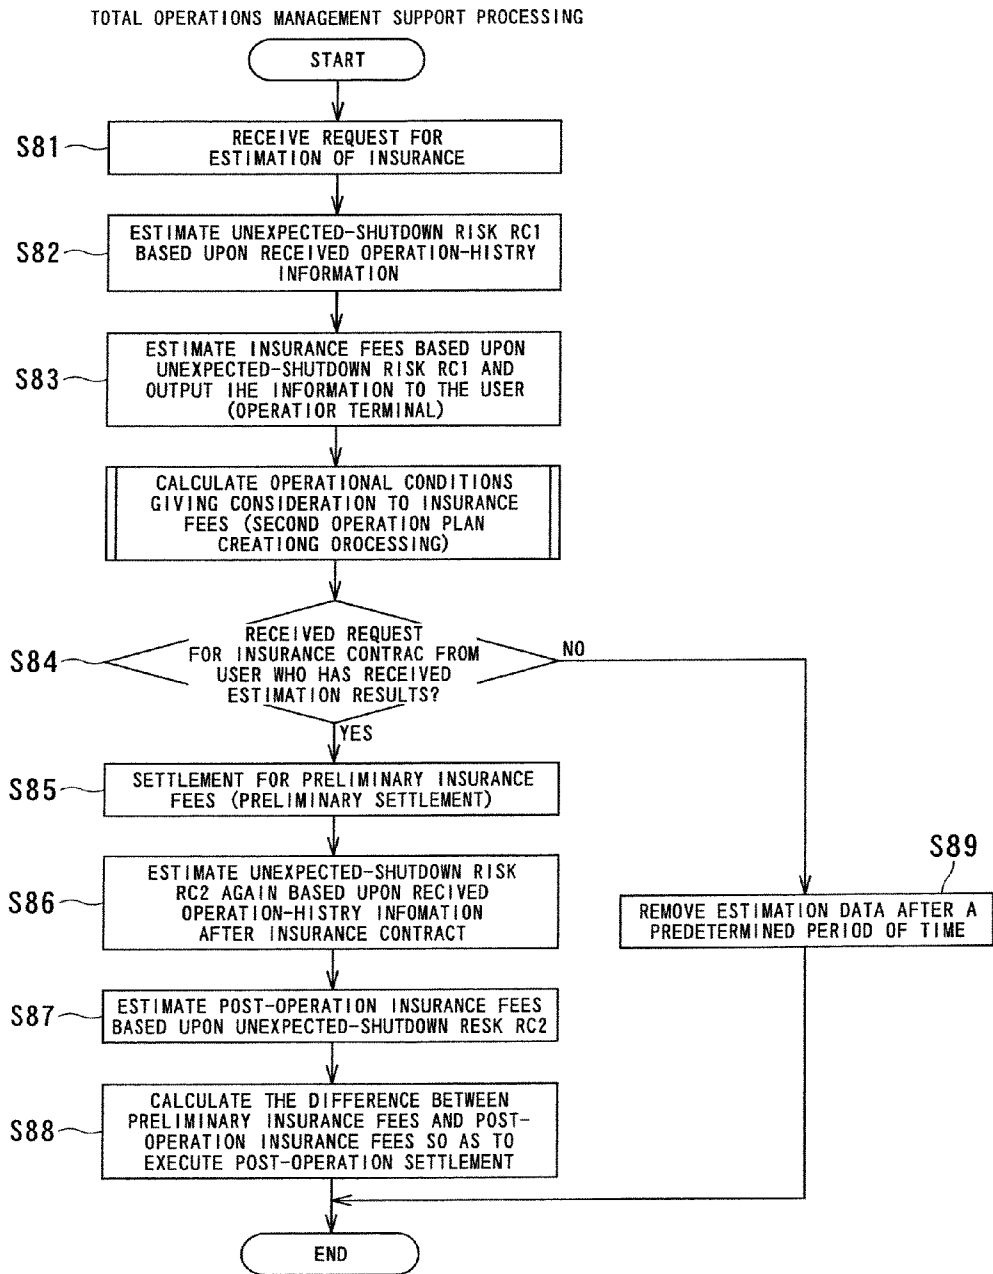 TOTAL OPERATIONS MANAGEMENT SUPPORT PROCESSING
START
S81
RECEIVE REQUEST FOR
ESTIMATION OF INSURANCE
S82
ESTIMATE UNEXPECTED-SHUTDOWN RISK RC1
BASED UPON RECEIVED OPERATION-HISTRY
INFORMATION
S83
ESTIMATE INSURANCE FEES BASED UPON
UNEXPECTED-SHUTDOWN RISK RC1 AND
OUTPUT IHE INFORMATION TO THE USER
(OPERATIOR TERMINAL)
CALCULATE OPERATIONAL CONDITIONS
GIVING CONSIDERATION TO INSURANCE
FEES (SECOND OPERATION PLAN
CREATIONG OROCESSING)
S84
RECEIVED REQUEST
FOR INSURANCE CONTRAC FROM
USER WHO HAS RECEIVED
ESTIMATION RESULTS?
NO
YES
S85
SETTLEMENT FOR PRELIMINARY INSURANCE
FEES (PRELIMINARY SETTLEMENT)
S86
ESTIMATE UNEXPECTED-SHUTDOWN RISK
RC2 AGAIN BASED UPON RECIVED
OPERATION-HISTRY INFOMATION
AFTER INSURANCE CONTRACT
S89
REMOVE ESTIMATION DATA AFTER A
PREDETERMINED PERIOD OF TIME
S87
ESTIMATE POST-OPERATION INSURANCE FEES
BASED UPON UNEXPECTED-SHUTDOWN RESK RC2
S88
CALCULATE THE DIFFERENCE BETWEEN
PRELIMINARY INSURANCE FEES AND POST-
OPERATION INSURANCE FEES SO AS TO
EXECUTE POST-OPERATION SETTLEMENT
END